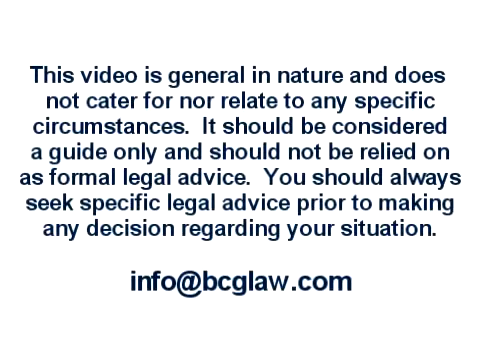 This video is general in nature and does
not cater for nor relate to any specific
circumstances.  It should be considered
a guide only and should not be relied on
as formal legal advice.  You should always
seek specific legal advice prior to making
any decision regarding your situation.
info@bcglaw.com